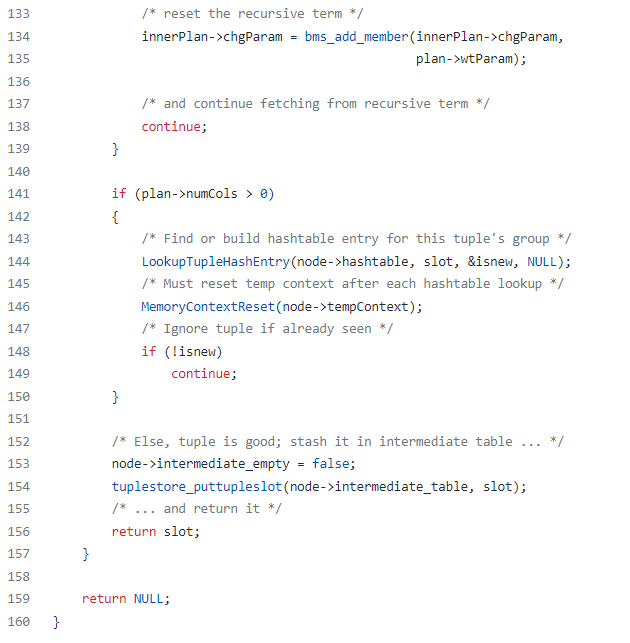 133 /* reset the recursive term */
134 innerPlan->chgParam = bms_add_member(innerPlan->chgParam,
135 plan->wtParam);
136
137 /* and continue fetching from recursive term */
138 continue;
139 }
140
141 if (plan->numCols > 0)
142 {
143 /* Find or build hashtable entry for this tuple's group */
144 LookupTupleHashEntry(node->hashtable, slot, &isnew, NULL);
145 /* Must reset temp context after each hashtable lookup */
146 MemoryContextReset(node->tempContext);
147 /* Ignore tuple if already seen */
148 if (!isnew)
149 continue;
150 }
151
152 /* Else, tuple is good; stash it in intermediate table ... */
153 node->intermediate_empty = false;
154 tuplestore_puttupleslot(node->intermediate_table, slot);
155 /* ... and return it */
156 return slot;
157 }
158
159 return NULL;
160 }